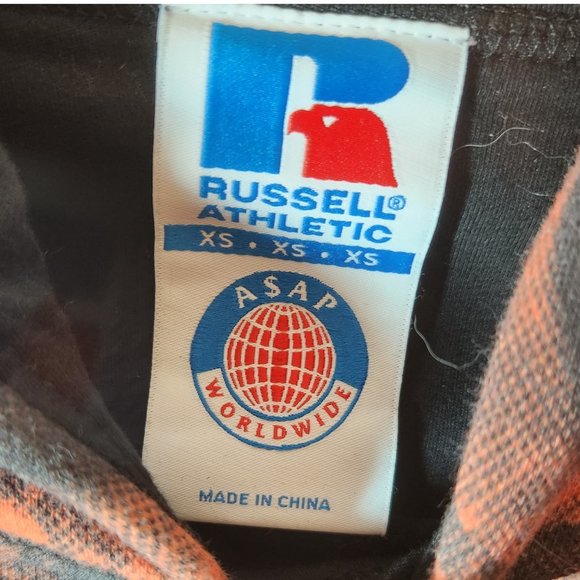 R
RUSSELL®
ATHLETIC
XS • XS • XS
A$AP
WORLDWIDE
MADE IN CHINA